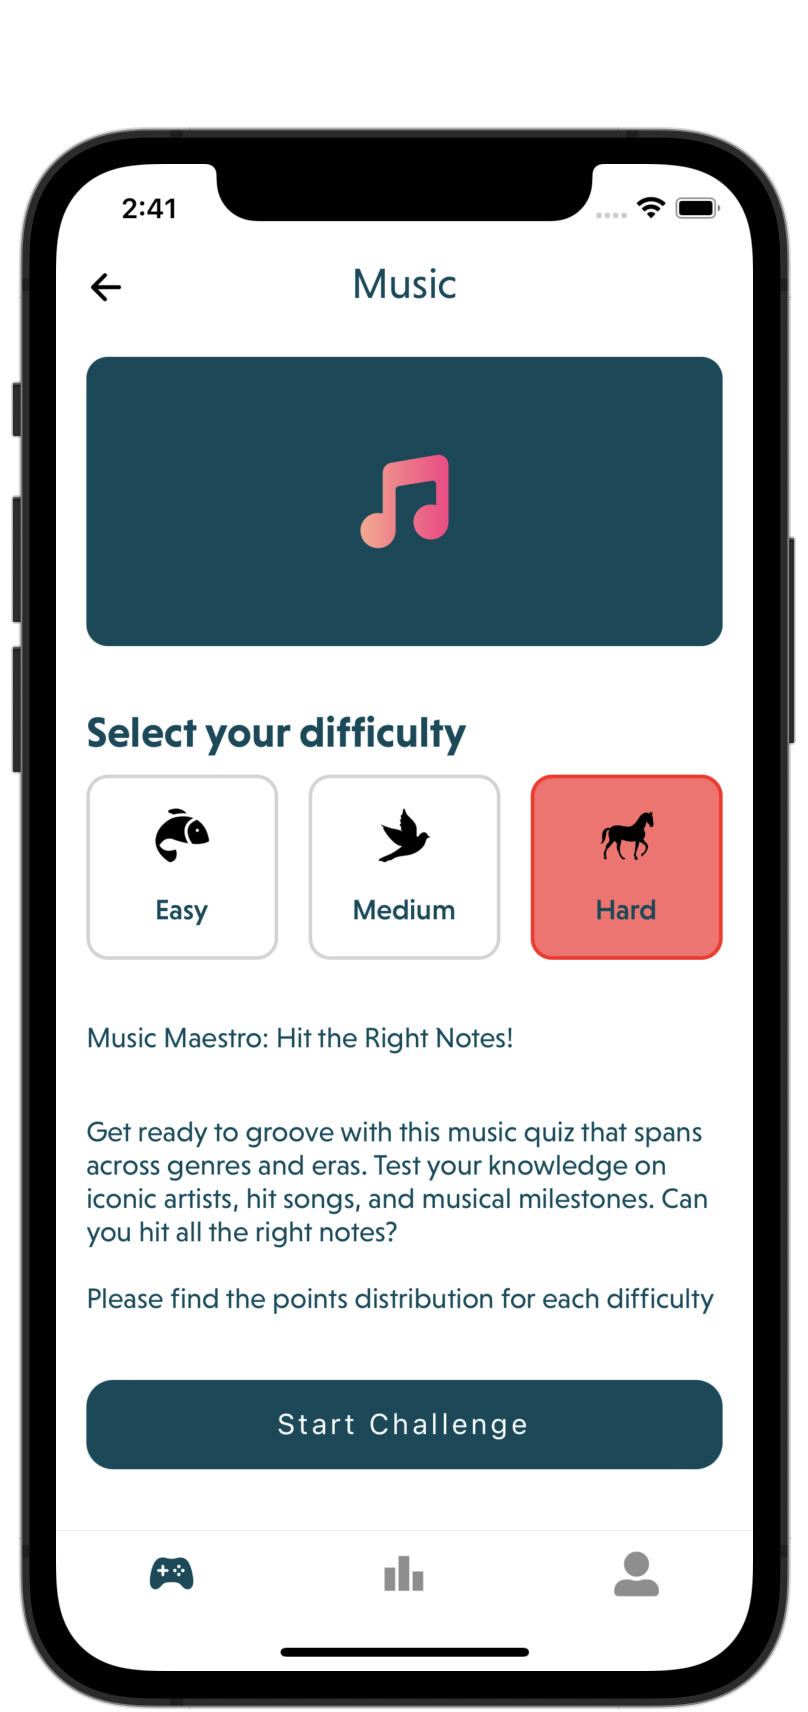 2:41
Music
Select your difficulty
Easy
Medium
Hard
Music Maestro: Hit the Right Notes!
Get ready to groove with this music quiz that spans
across genres and eras. Test your knowledge on
iconic artists, hit songs, and musical milestones. Can
you hit all the right notes?
Please find the points distribution for each difficulty
Start Challenge